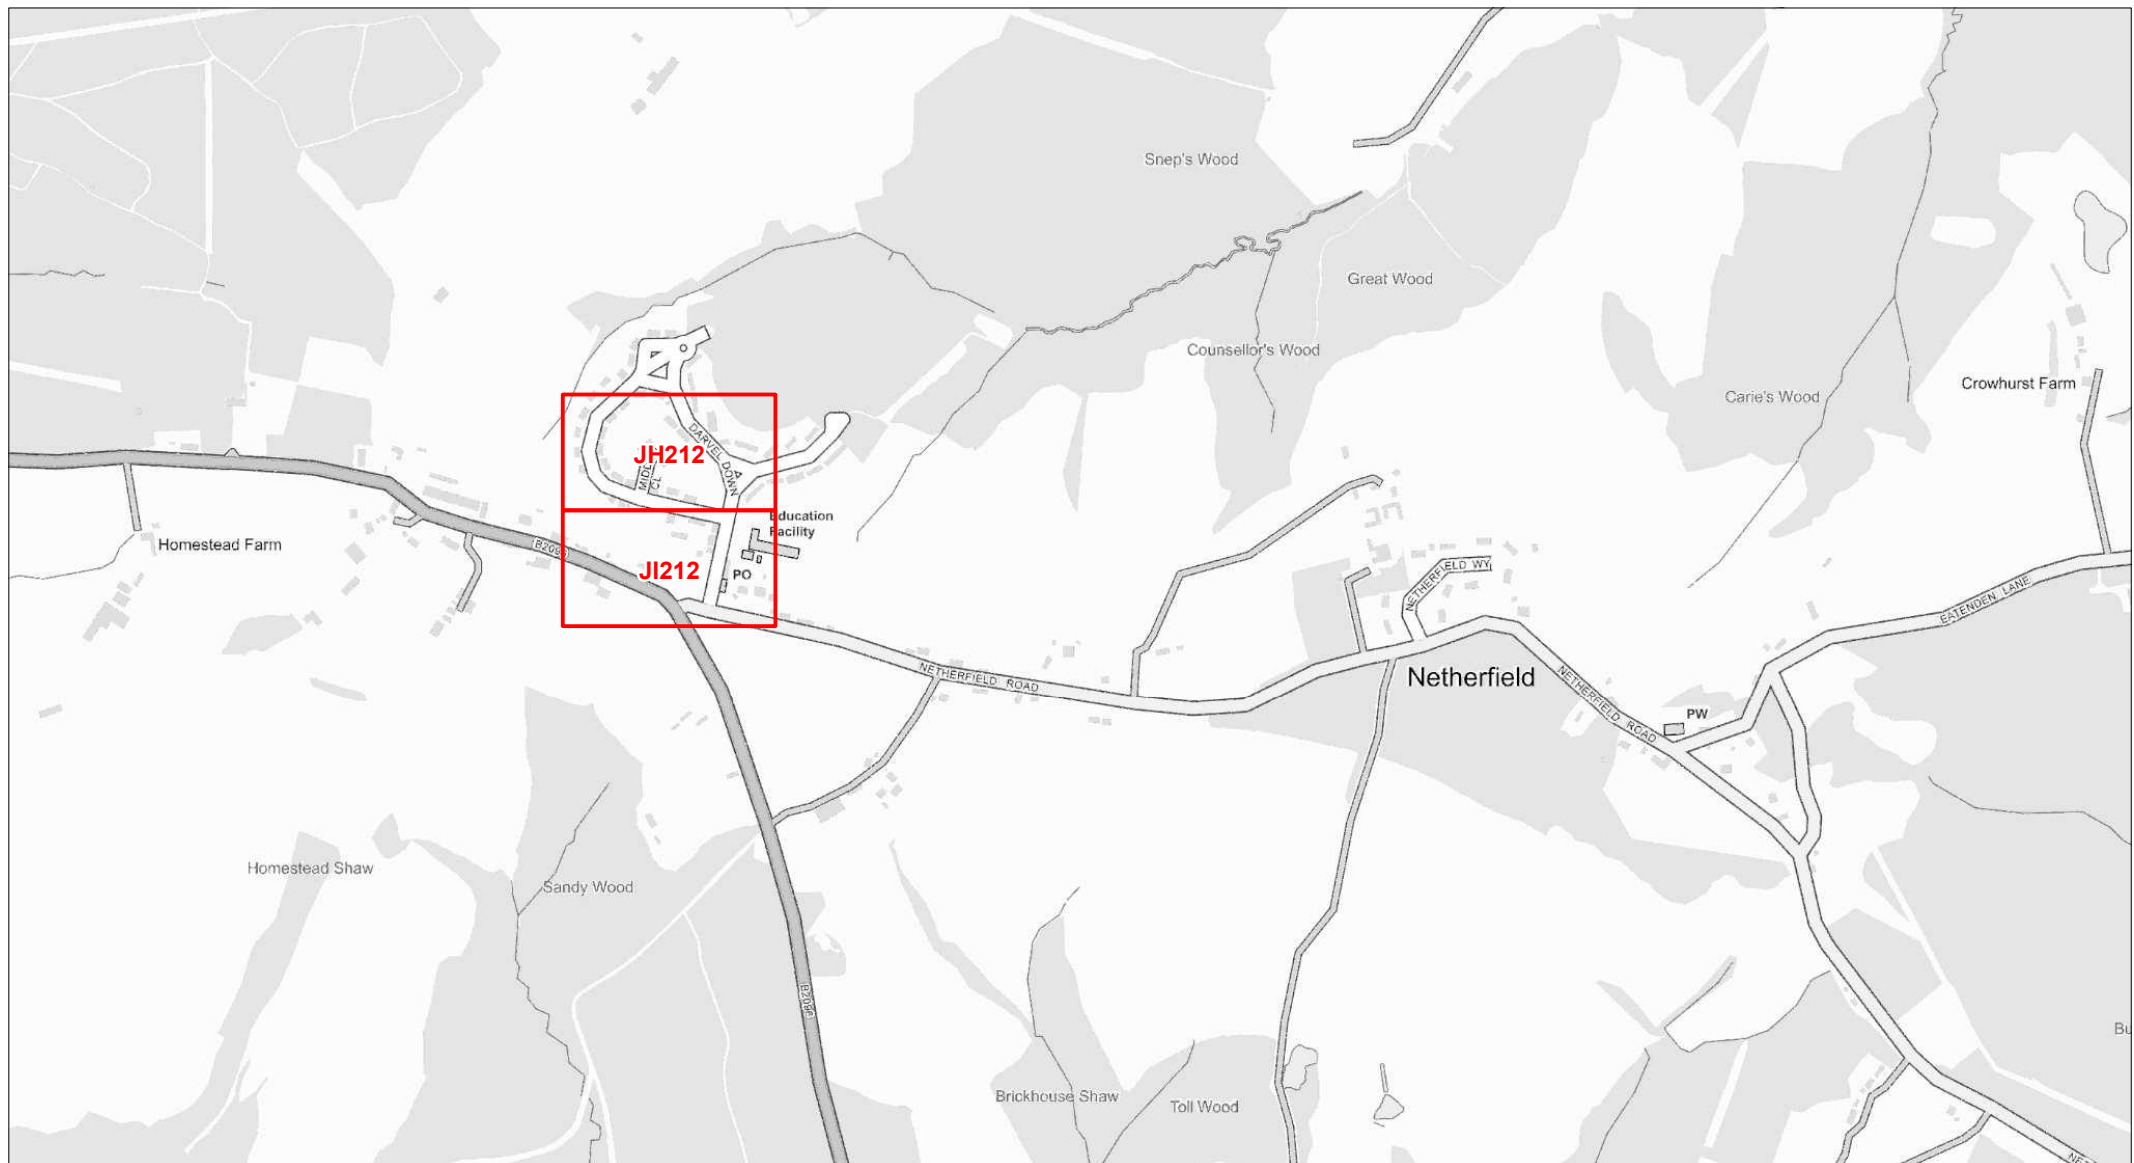 Snep's Wood
Great Wood
Counsellor's Wood
Crowhurst Farm
Carie's Wood
DARVEL DOWN
JH212
CL
Education
Facility
Homestead Farm
B2096
JI212
PO
NETHERFIELD WY
EATENDEN LANE
NETHERFIELD ROAD
Netherfield
NETHERFIELD ROAD
PW
Homestead Shaw
Sandy Wood
B2096
Brickhouse Shaw
Toll Wood